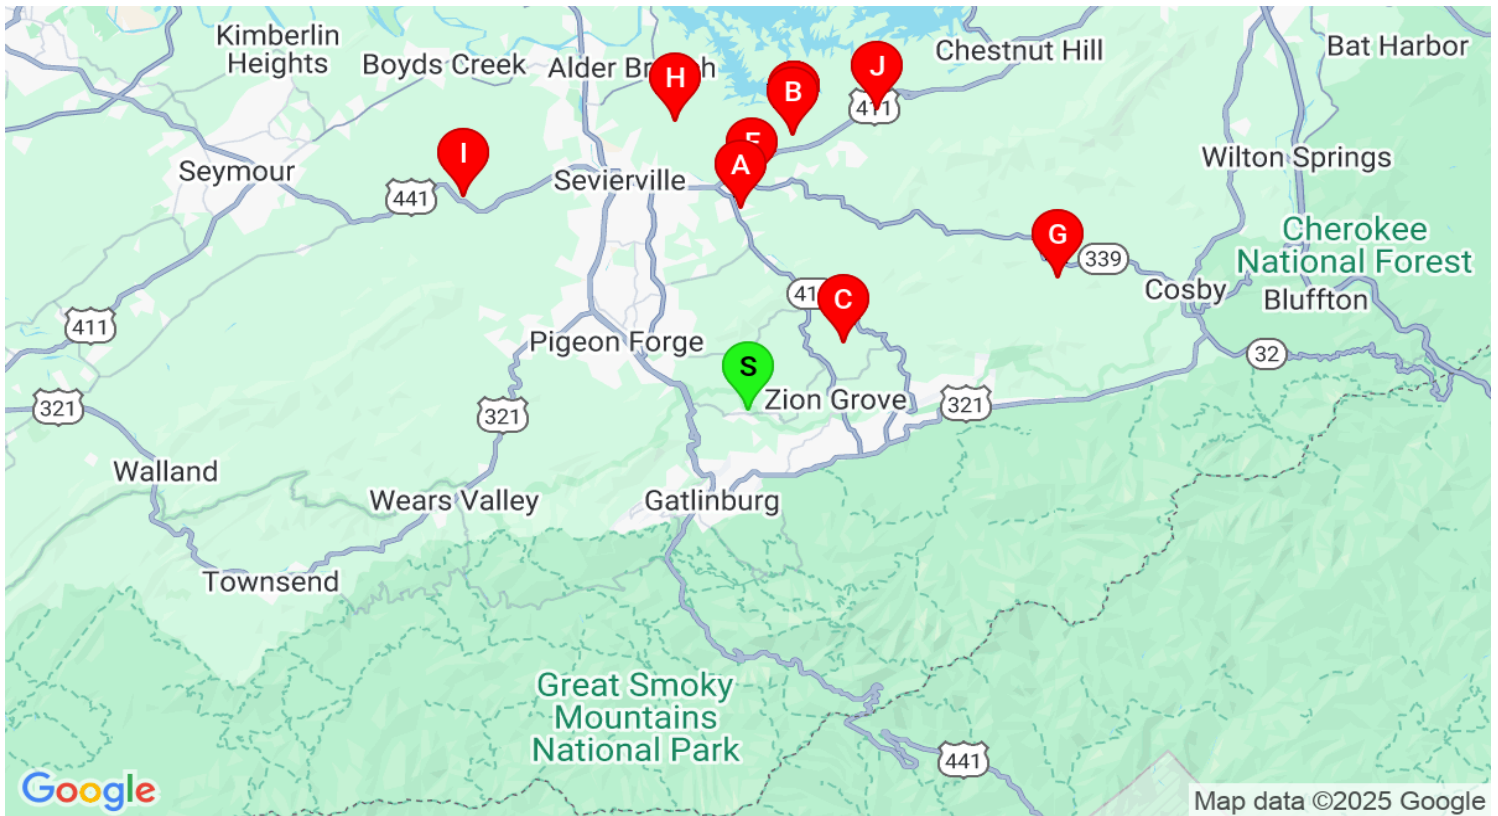 Kimberlin
Heights
Boyds Creek
H
B
J
Chestnut Hill
Bat Harbor
411
I
A
Seymour
Sevierville
441
Wilton Springs
G
339
Cherokee
National Forest
Cosby
Bluffton
C
411
Pigeon Forge
S
32
321
321
Zion Grove
321
Walland
Wears Valley
Gatlinburg
Townsend
Great Smoky
Mountains
National Park
441
Google
Map data ©2025 Google